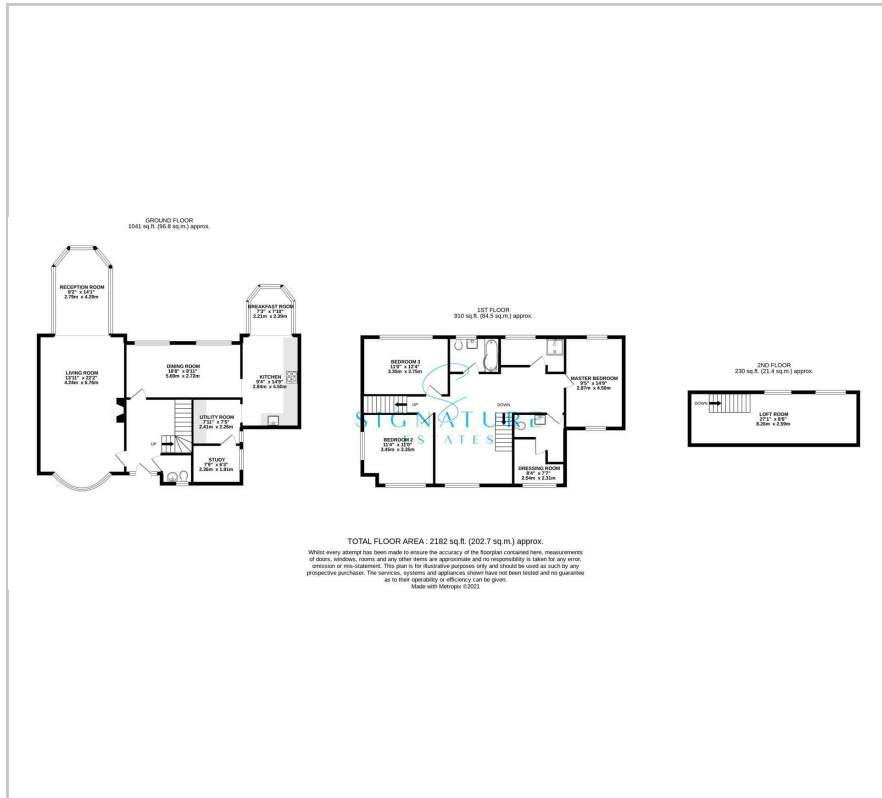 GROUND FLOOR
1041 sq.ft. (96.8 sq.m.) approx.
RECEPTION ROOM
9'2" x 14'1"
2.79m x 4.29m
BREAKFAST ROOM
7'3" x 7'10"
2.21m x 2.39m
LIVING ROOM
13'11" x 22'2"
4.24m x 6.76m
DINING ROOM
18'8" x 8'11"
5.69m x 2.72m
KITCHEN
9'4" x 14'9"
2.84m x 4.50m
UTILITY ROOM
7'11" x 7'5"
2.41m x 2.26m
UP
STUDY
7'9" x 6'3"
2.36m x 1.91m
1ST FLOOR
910 sq.ft. (84.5 sq.m.) approx.
BEDROOM 3
11'0" x 12'4"
3.35m x 3.75m
MASTER BEDROOM
9'5" x 14'9"
2.87m x 4.50m
UP
DOWN
SIGNATURE
ESTATES
BEDROOM 2
11'4" x 11'0"
3.45m x 3.35m
DRESSING ROOM
8'4" x 7'7"
2.54m x 2.31m
2ND FLOOR
230 sq.ft. (21.4 sq.m.) approx.
DOWN
LOFT ROOM
27'1" x 8'6"
8.26m x 2.59m
TOTAL FLOOR AREA : 2182 sq.ft. (202.7 sq.m.) approx.
Whilst every attempt has been made to ensure the accuracy of the floorplan contained here, measurements
of doors, windows, rooms and any other items are approximate and no responsibility is taken for any error,
omission or mis-statement. This plan is for illustrative purposes only and should be used as such by any
prospective purchaser. The services, systems and appliances shown have not been tested and no guarantee
as to their operability or efficiency can be given.
Made with Metropix ©2021